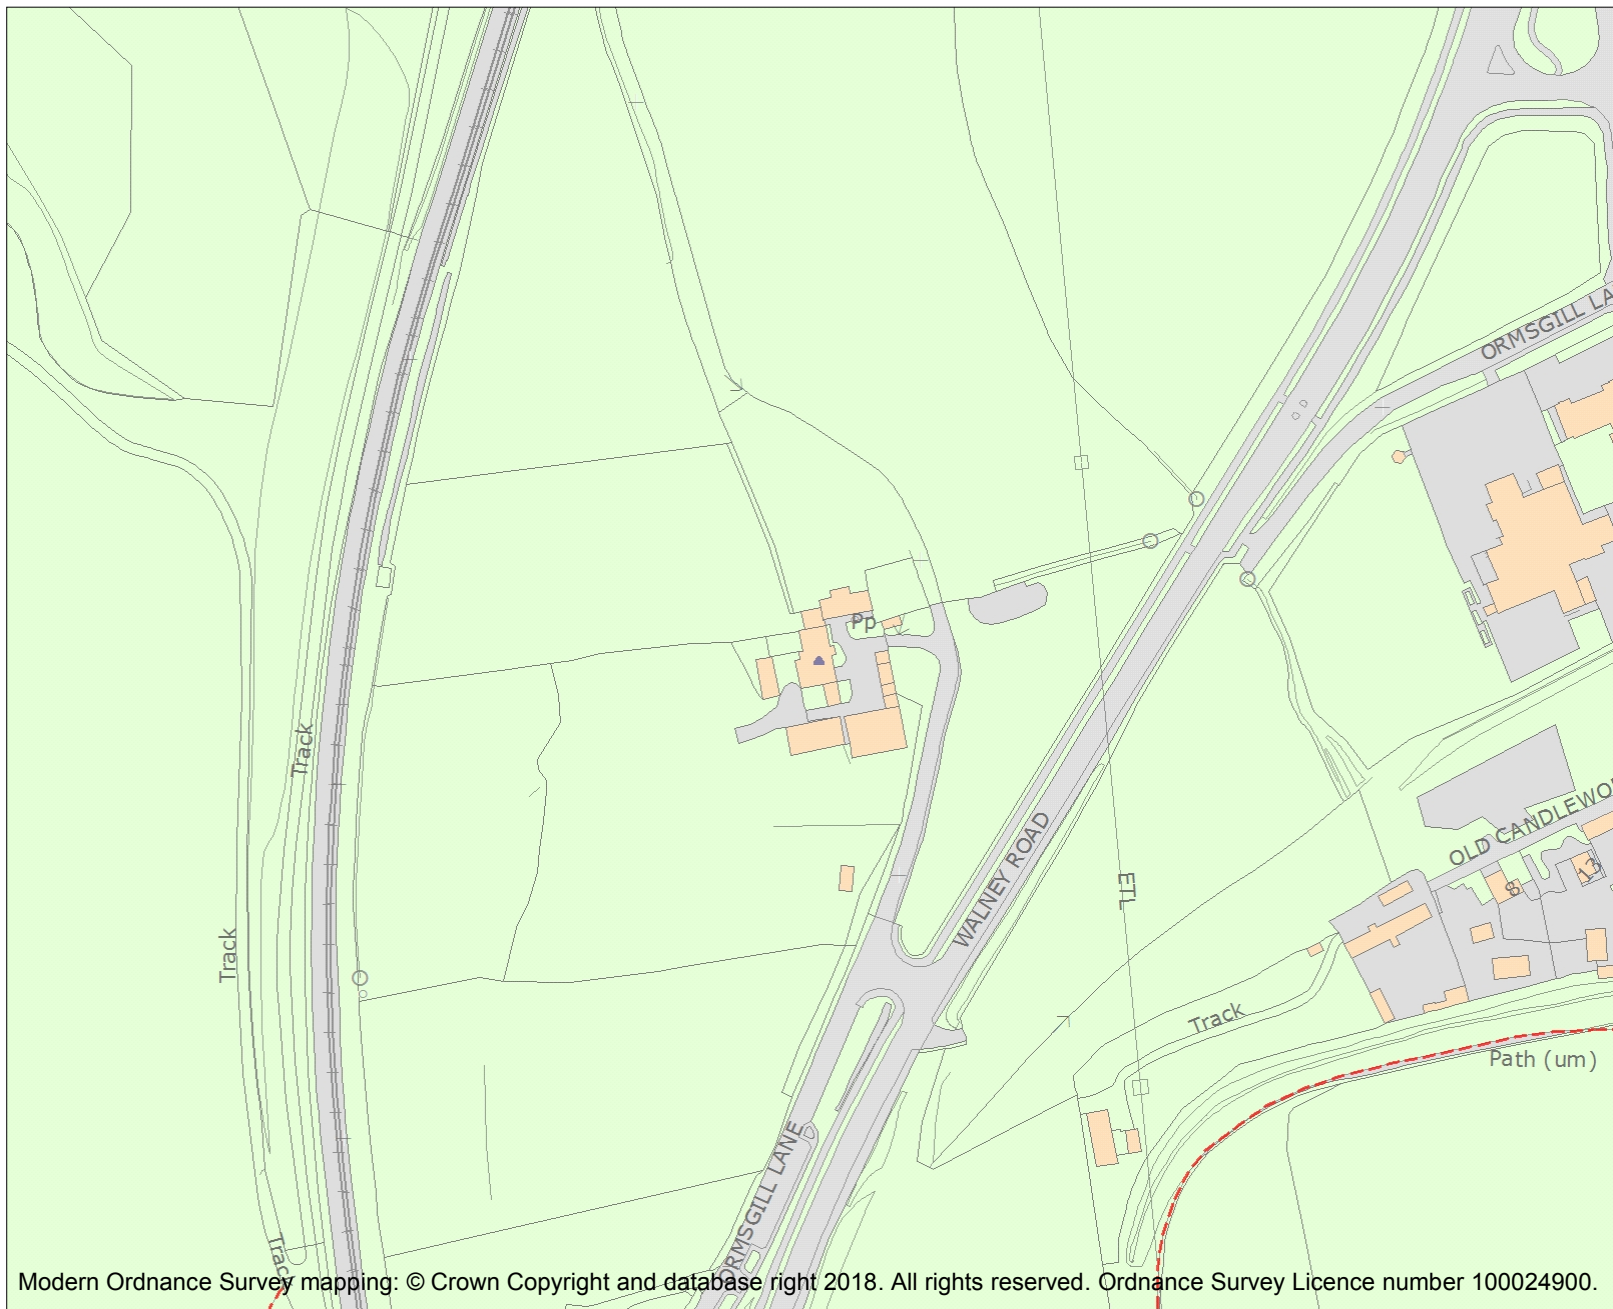 ORMSGILL LA
Pp
Track
OLD CANDLEWO
WALNEY ROAD
ETL
8
13
Track
Track
Path (um)
ORMSGILL LANE
Track
Modern Ordnance Survey mapping: © Crown Copyright and database right 2018. All rights reserved. Ordnance Survey Licence number 100024900.